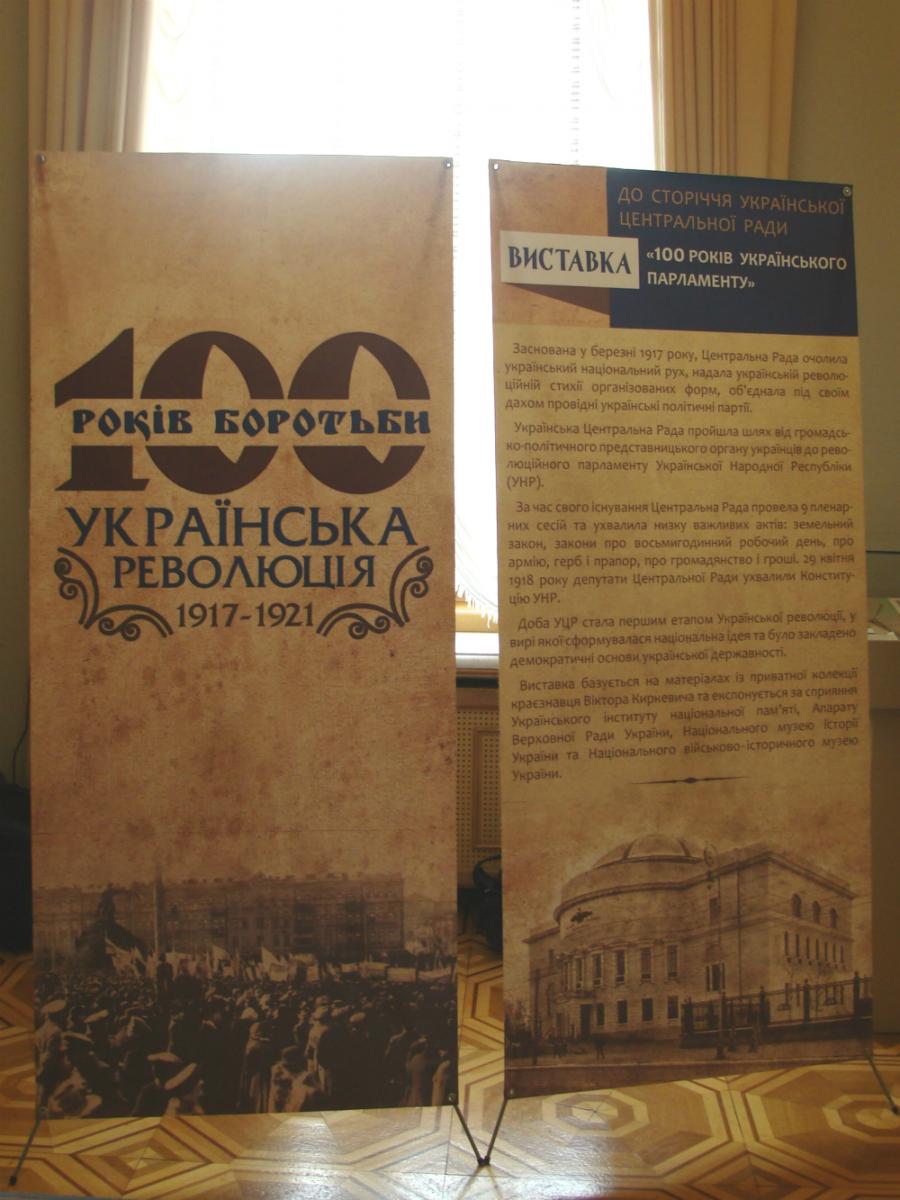 100
РОКІВ БОРОТЬБИ
УКРАЇНСЬКА
РЕВОЛЮЦІЯ
1917-1921
ДО СТОРІЧЧЯ УКРАЇНСЬКОЇ
ЦЕНТРАЛЬНОЇ РАДИ
ВИСТАВКА
«100 РОКІВ УКРАЇНСЬКОГО
ПАРЛАМЕНТУ»
Заснована у березні 1917 року, Центральна Рада очолила
український національний рух, надала українській револю-
ційній стихії організованих форм, об'єднала під своїм
дахом провідні українські політичні партії.
Українська Центральна Рада пройшла шлях від громадсь-
ко-політичного представницького органу українців до рево-
люційного парламенту Української Народної Республіки
(УНР).
За час свого існування Центральна Рада провела 9 пленар-
них сесій та ухвалила низку важливих актів: земельний
закон, закони про восьмигодинний робочий день, про
армію, герб і прапор, про громадянство і гроші. 29 квітня
1918 року депутати Центральної Ради ухвалили Конститу-
цію УНР.
Доба УЦР стала першим етапом Української революції, у
вирі якої сформувалася національна ідея та було закладено
демократичні основи української державності.
Виставка базується на матеріалах із приватної колекції
краєзнавця Віктора Киркевича та експонується за сприяння
Українського інституту національної пам'яті, Апарату
Верховної Ради України, Національного музею історії
України та Національного військово-історичного музею
України.